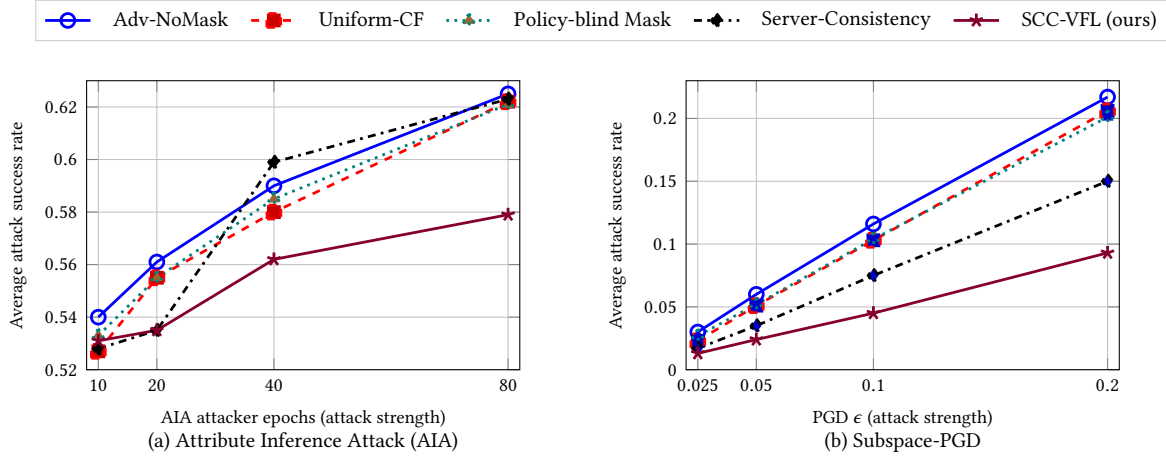 Adv-NoMask Uniform-CF Policy-blind Mask Server-Consistency SCC-VFL (ours)
Average attack success rate
0.62
0.6
0.58
0.56
0.54
0.52
10 20 40 80
AIA attacker epochs (attack strength)
(a) Attribute Inference Attack (AIA)
Average attack success rate
0.2
0.15
0.1
0.05
0
0.025 0.05 0.1 0.2
PGD ϵ (attack strength)
(b) Subspace-PGD